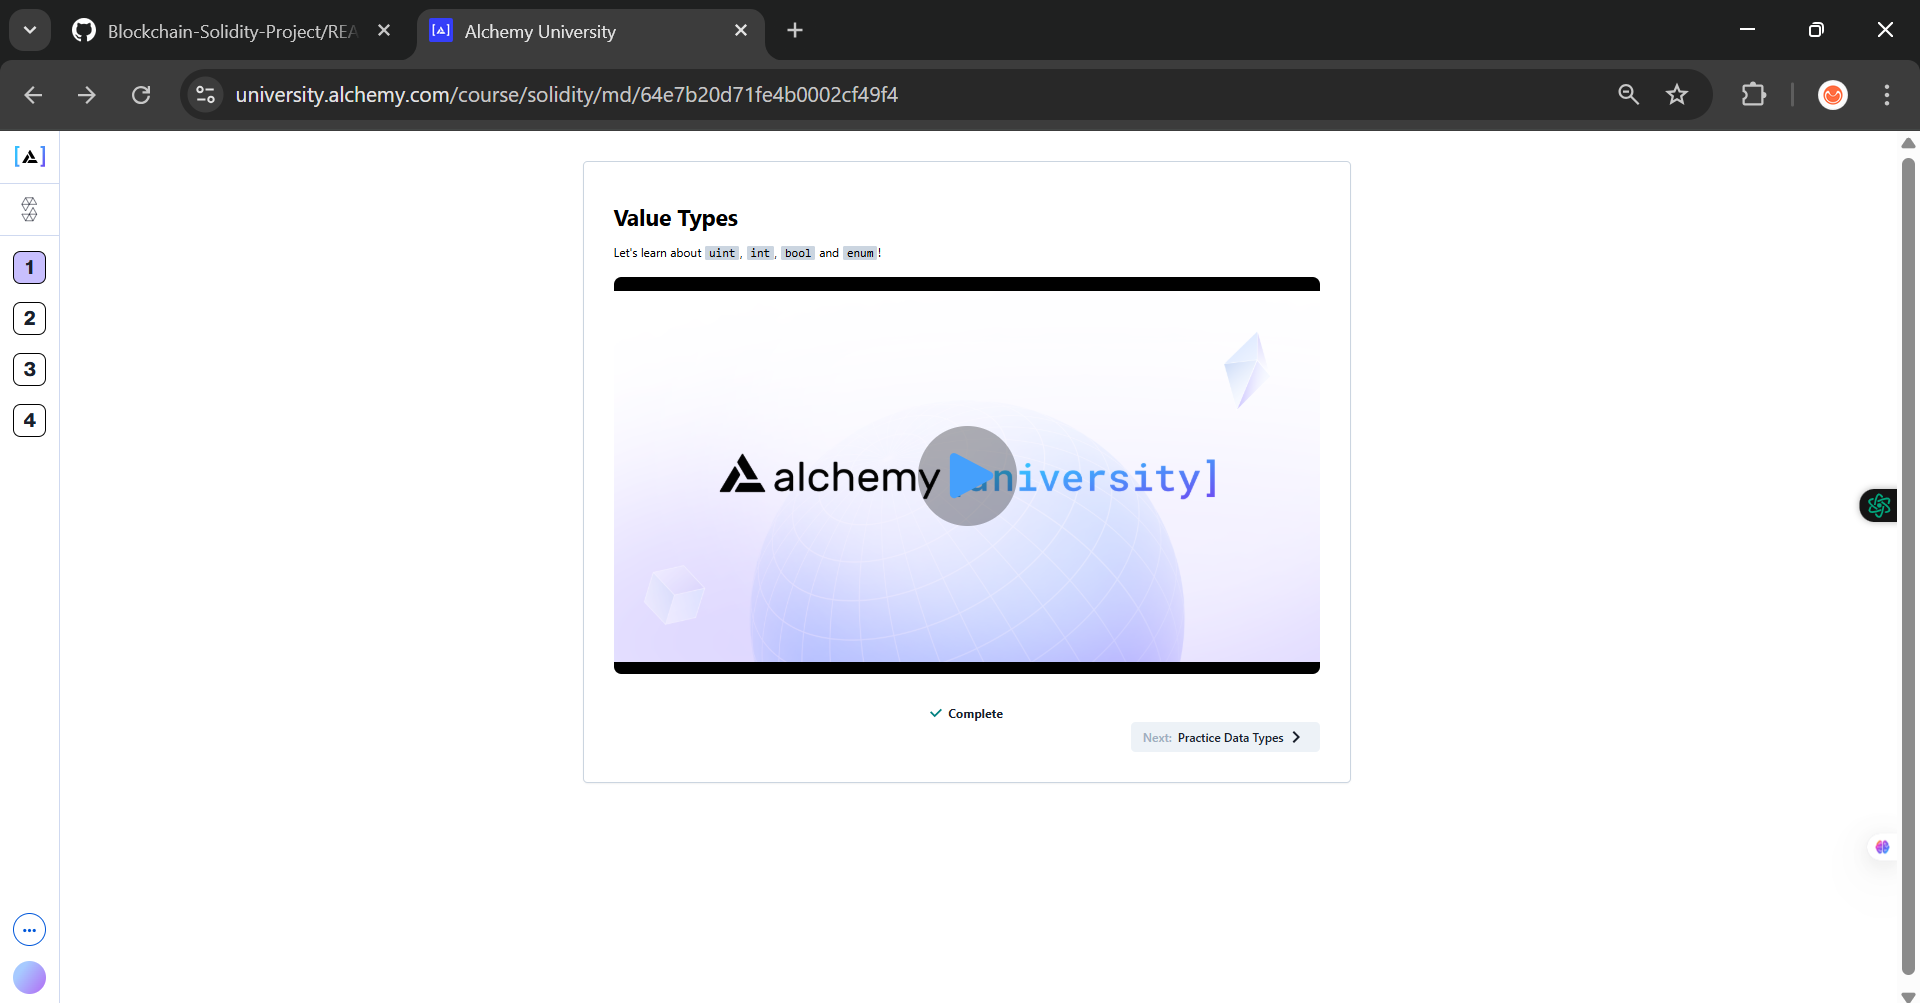 Blockchain-Solidity-Project/REA
Alchemy University
university.alchemy.com/course/solidity/md/64e7b20d71fe4b0002cf49f4
1
2
3
4
Value Types
Let's learn about uint, int, bool and enum!
alchemy [university]
Complete
Next: Practice Data Types